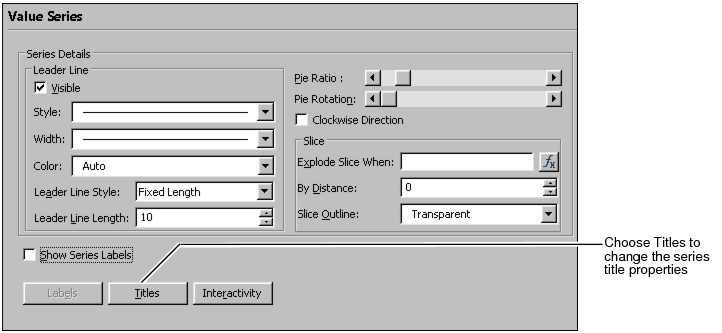 Value Series
Series Details
Leader Line
Visible
Style:
Width:
Color: Auto
Leader Line Style: Fixed Length
Leader Line Length: 10
Pie Ratio :
Pie Rotation:
Clockwise Direction
Slice
Explode Slice When: fx
By Distance: 0
Slice Outline: Transparent
Show Series Labels
Labels Titles Interactivity
Choose Titles to
change the series
title properties